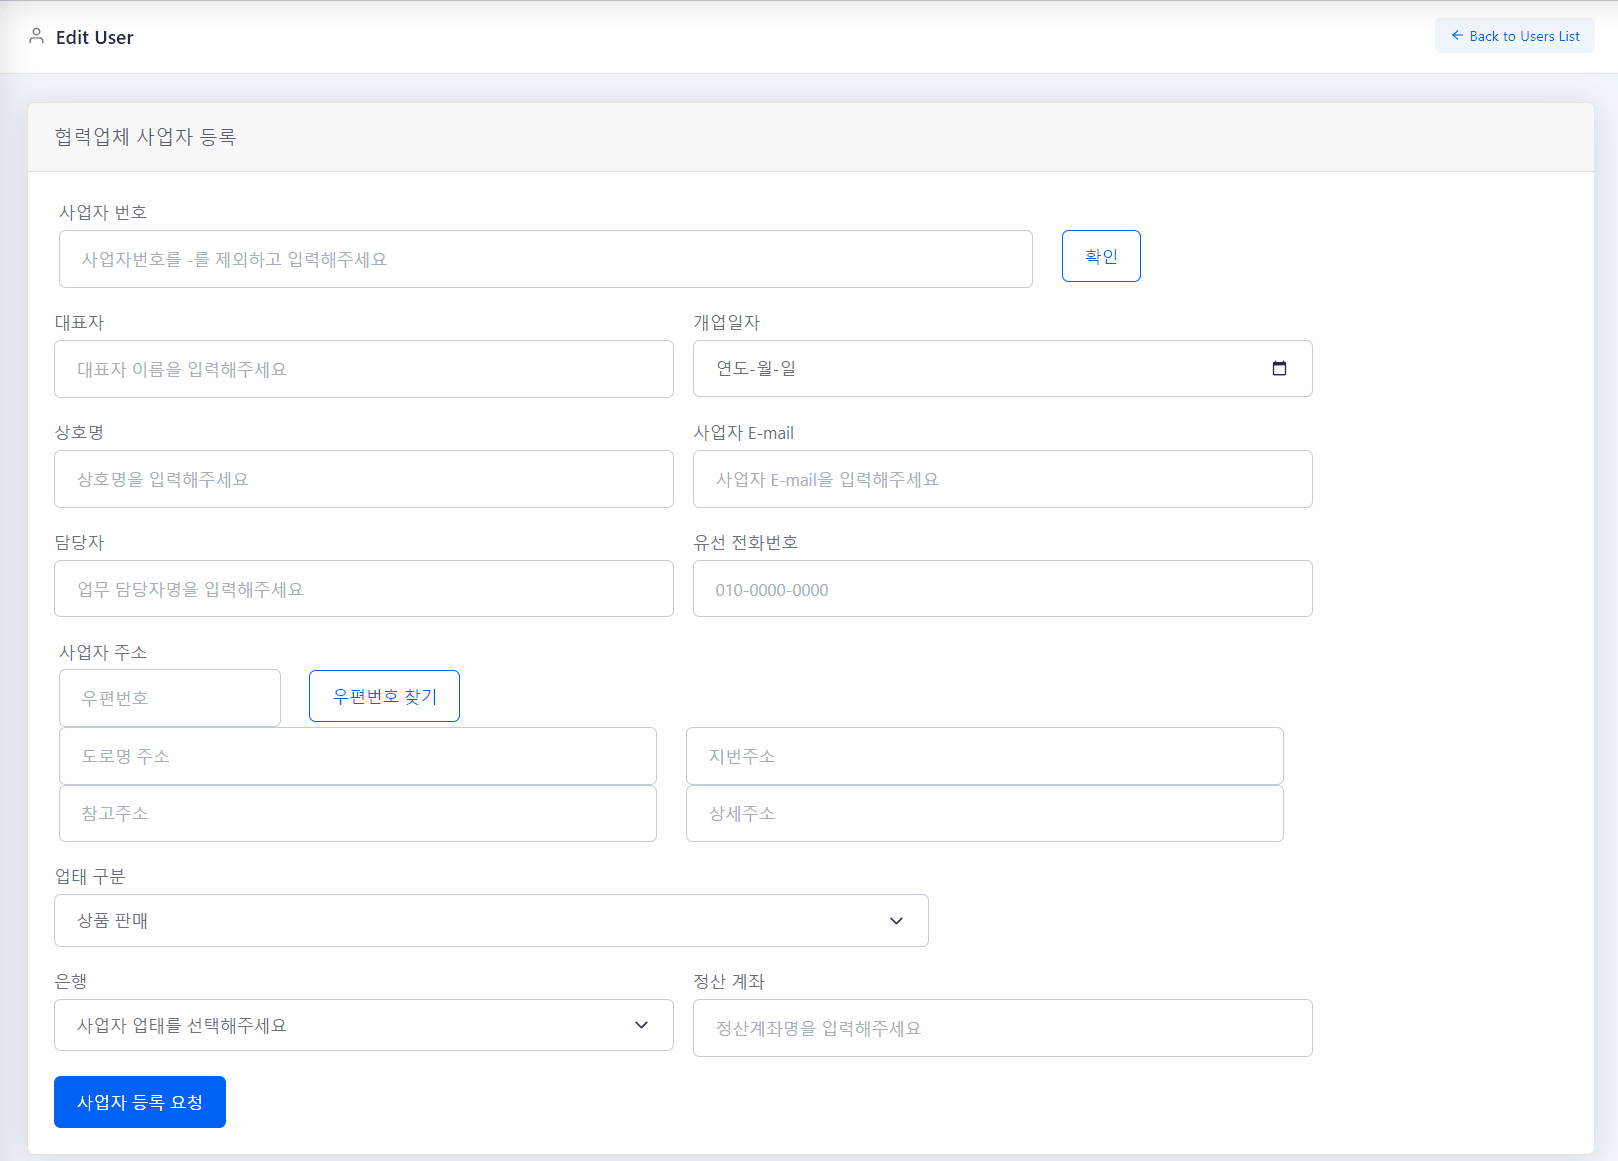 Edit User
← Back to Users List
협력업체 사업자 등록
사업자 번호
사업자번호를 -를 제외하고 입력해주세요
확인
대표자
개업일자
대표자 이름을 입력해주세요
연도-월-일
상호명
사업자 E-mail
상호명을 입력해주세요
사업자 E-mail을 입력해주세요
담당자
유선 전화번호
업무 담당자명을 입력해주세요
010-0000-0000
사업자 주소
우편번호
우편번호 찾기
도로명 주소
지번주소
참고주소
상세주소
업태 구분
상품 판매
은행
정산 계좌
사업자 업태를 선택해주세요
정산계좌명을 입력해주세요
사업자 등록 요청